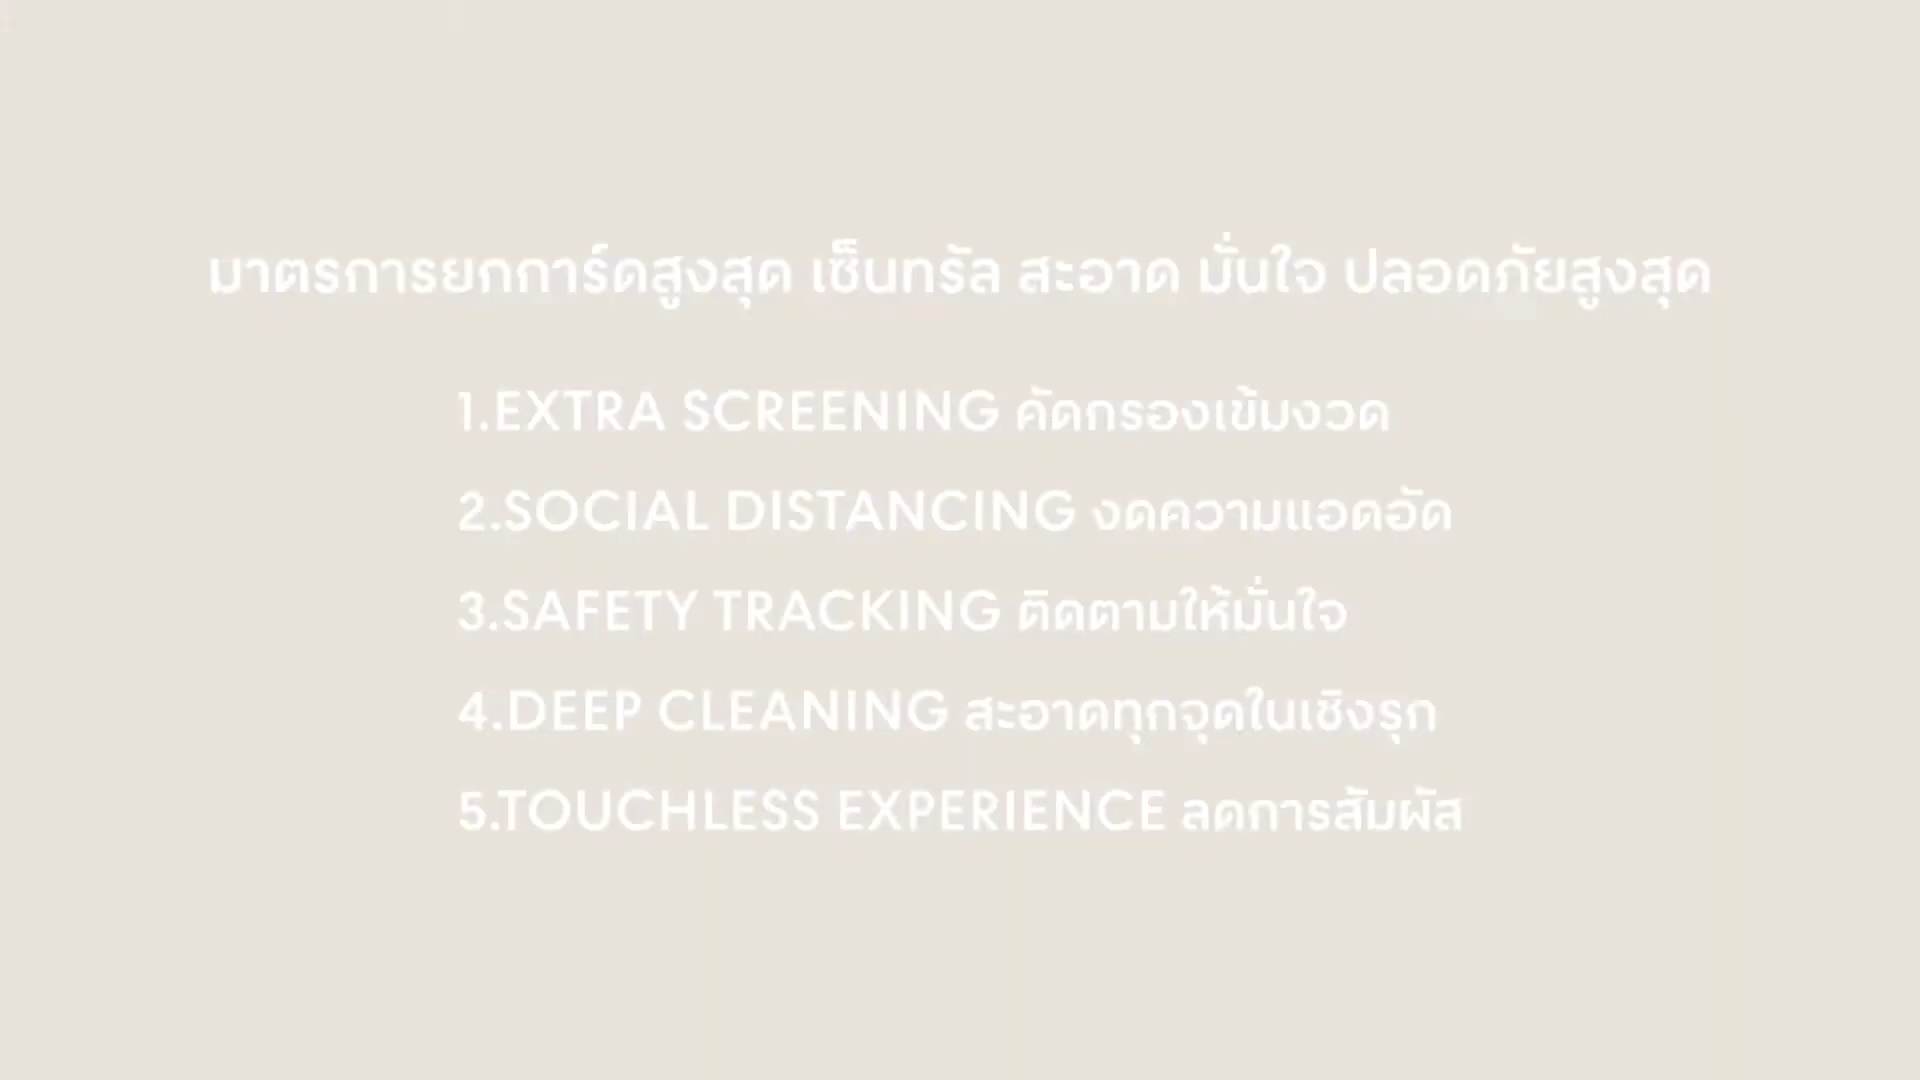 มาตรการยกการ์ดสูงสุด เซ็นทรัล สะอาด มั่นใจ ปลอดภัยสูงสุด
1.EXTRA SCREENING คัดกรองเข้มงวด
2.SOCIAL DISTANCING งดความแออัด
3.SAFETY TRACKING ติดตามให้มั่นใจ
4.DEEP CLEANING สะอาดทุกจุดในเชิงรุก
5.TOUCHLESS EXPERIENCE ลดการสัมผัส